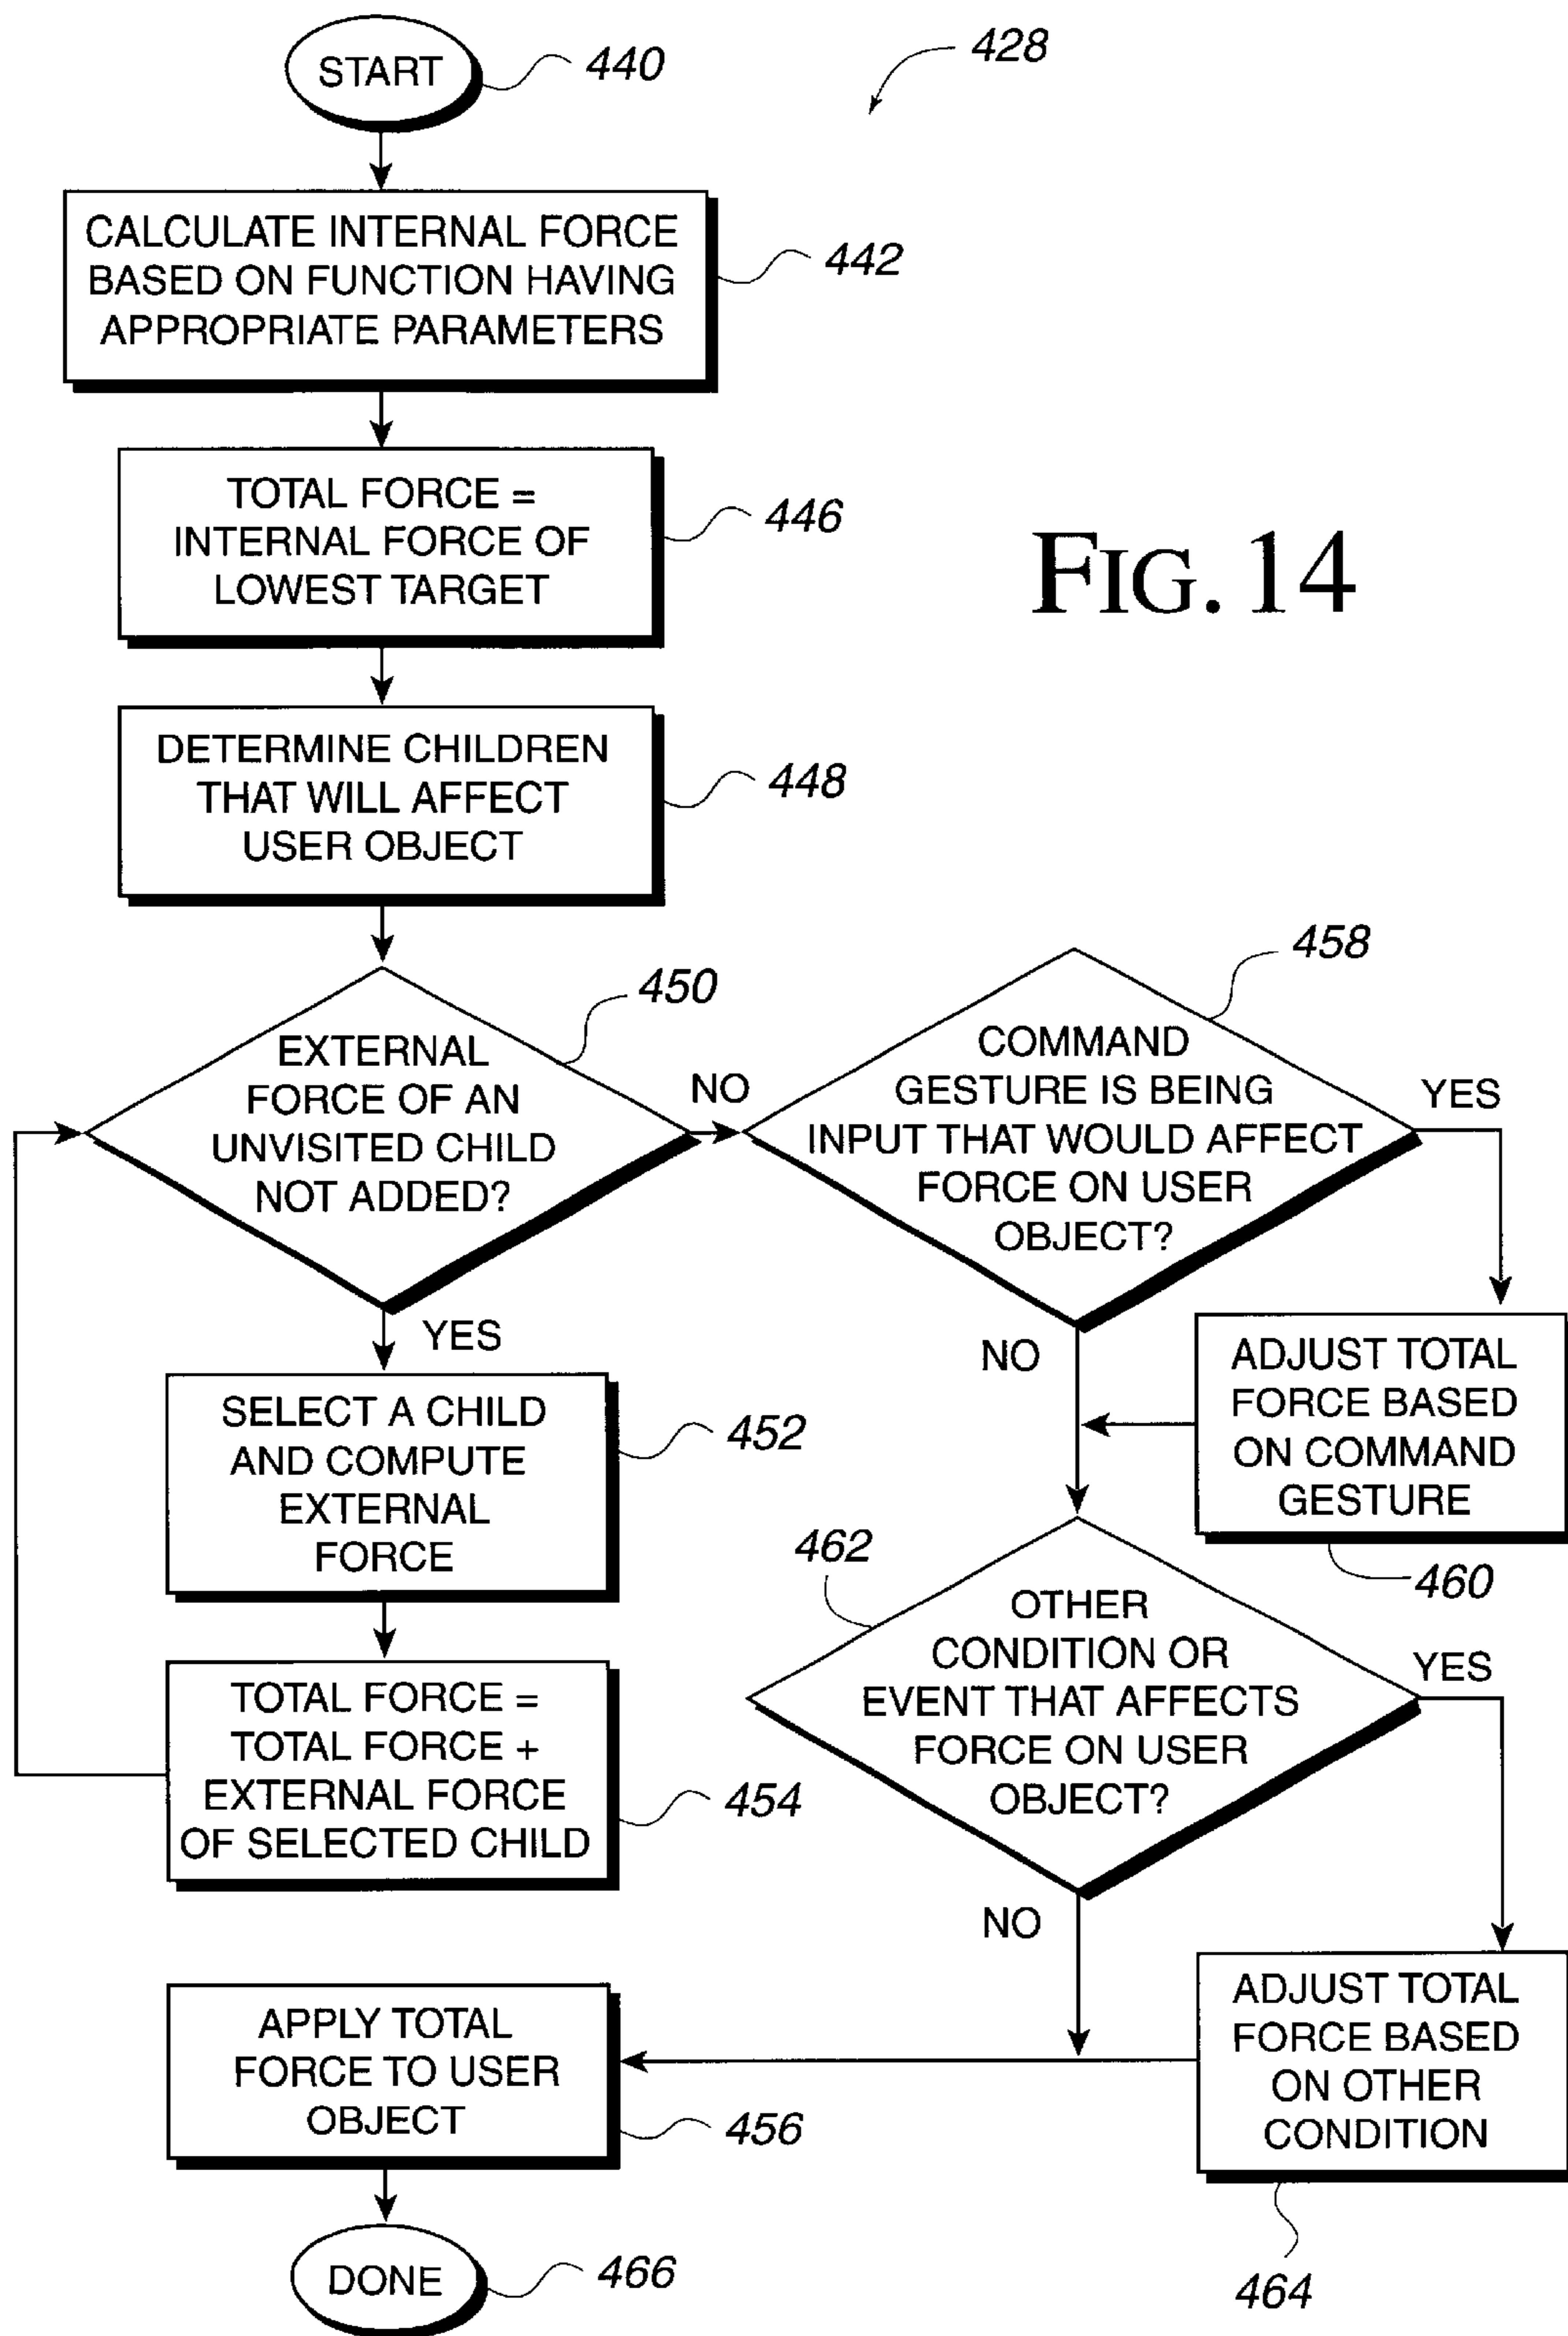 START
440
428
CALCULATE INTERNAL FORCE
BASED ON FUNCTION HAVING
APPROPRIATE PARAMETERS
442
TOTAL FORCE =
INTERNAL FORCE OF
LOWEST TARGET
446
FIG. 14
DETERMINE CHILDREN
THAT WILL AFFECT
USER OBJECT
448
EXTERNAL
FORCE OF AN
UNVISITED CHILD
NOT ADDED?
450
NO
YES
COMMAND
GESTURE IS BEING
INPUT THAT WOULD AFFECT
FORCE ON USER
OBJECT?
458
YES
NO
SELECT A CHILD
AND COMPUTE
EXTERNAL
FORCE
452
ADJUST TOTAL
FORCE BASED
ON COMMAND
GESTURE
460
TOTAL FORCE =
TOTAL FORCE +
EXTERNAL FORCE
OF SELECTED CHILD
454
462
OTHER
CONDITION OR
EVENT THAT AFFECTS
FORCE ON USER
OBJECT?
YES
NO
APPLY TOTAL
FORCE TO USER
OBJECT
456
ADJUST TOTAL
FORCE BASED
ON OTHER
CONDITION
464
DONE
466